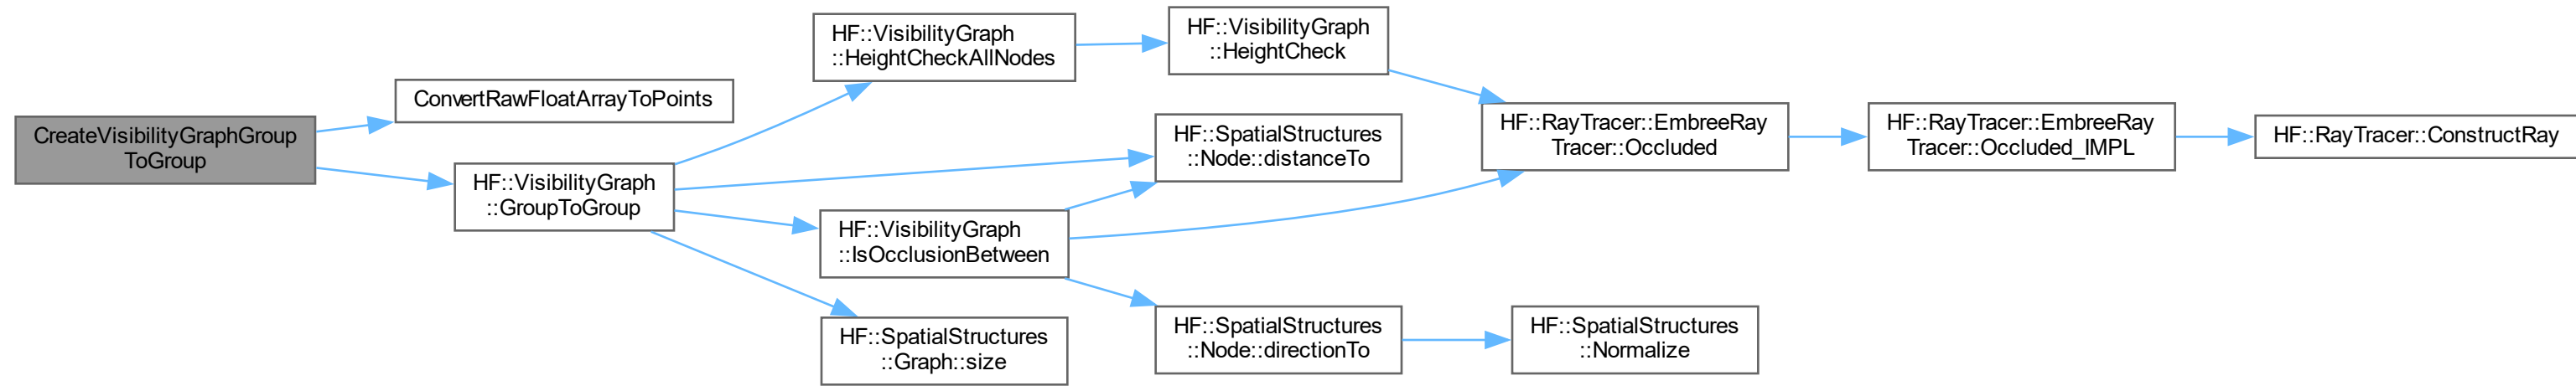 CreateVisibilityGraphGroup
ToGroup
ConvertRawFloatArrayToPoints
HF::VisibilityGraph
::GroupToGroup
HF::VisibilityGraph
::HeightCheckAllNodes
HF::VisibilityGraph
::HeightCheck
HF::SpatialStructures
::Node::distanceTo
HF::VisibilityGraph
::IsOcclusionBetween
HF::SpatialStructures
::Graph::size
HF::SpatialStructures
::Node::directionTo
HF::RayTracer::EmbreeRay
Tracer::Occluded
HF::SpatialStructures
::Normalize
HF::RayTracer::EmbreeRay
Tracer::Occluded_IMPL
HF::RayTracer::ConstructRay